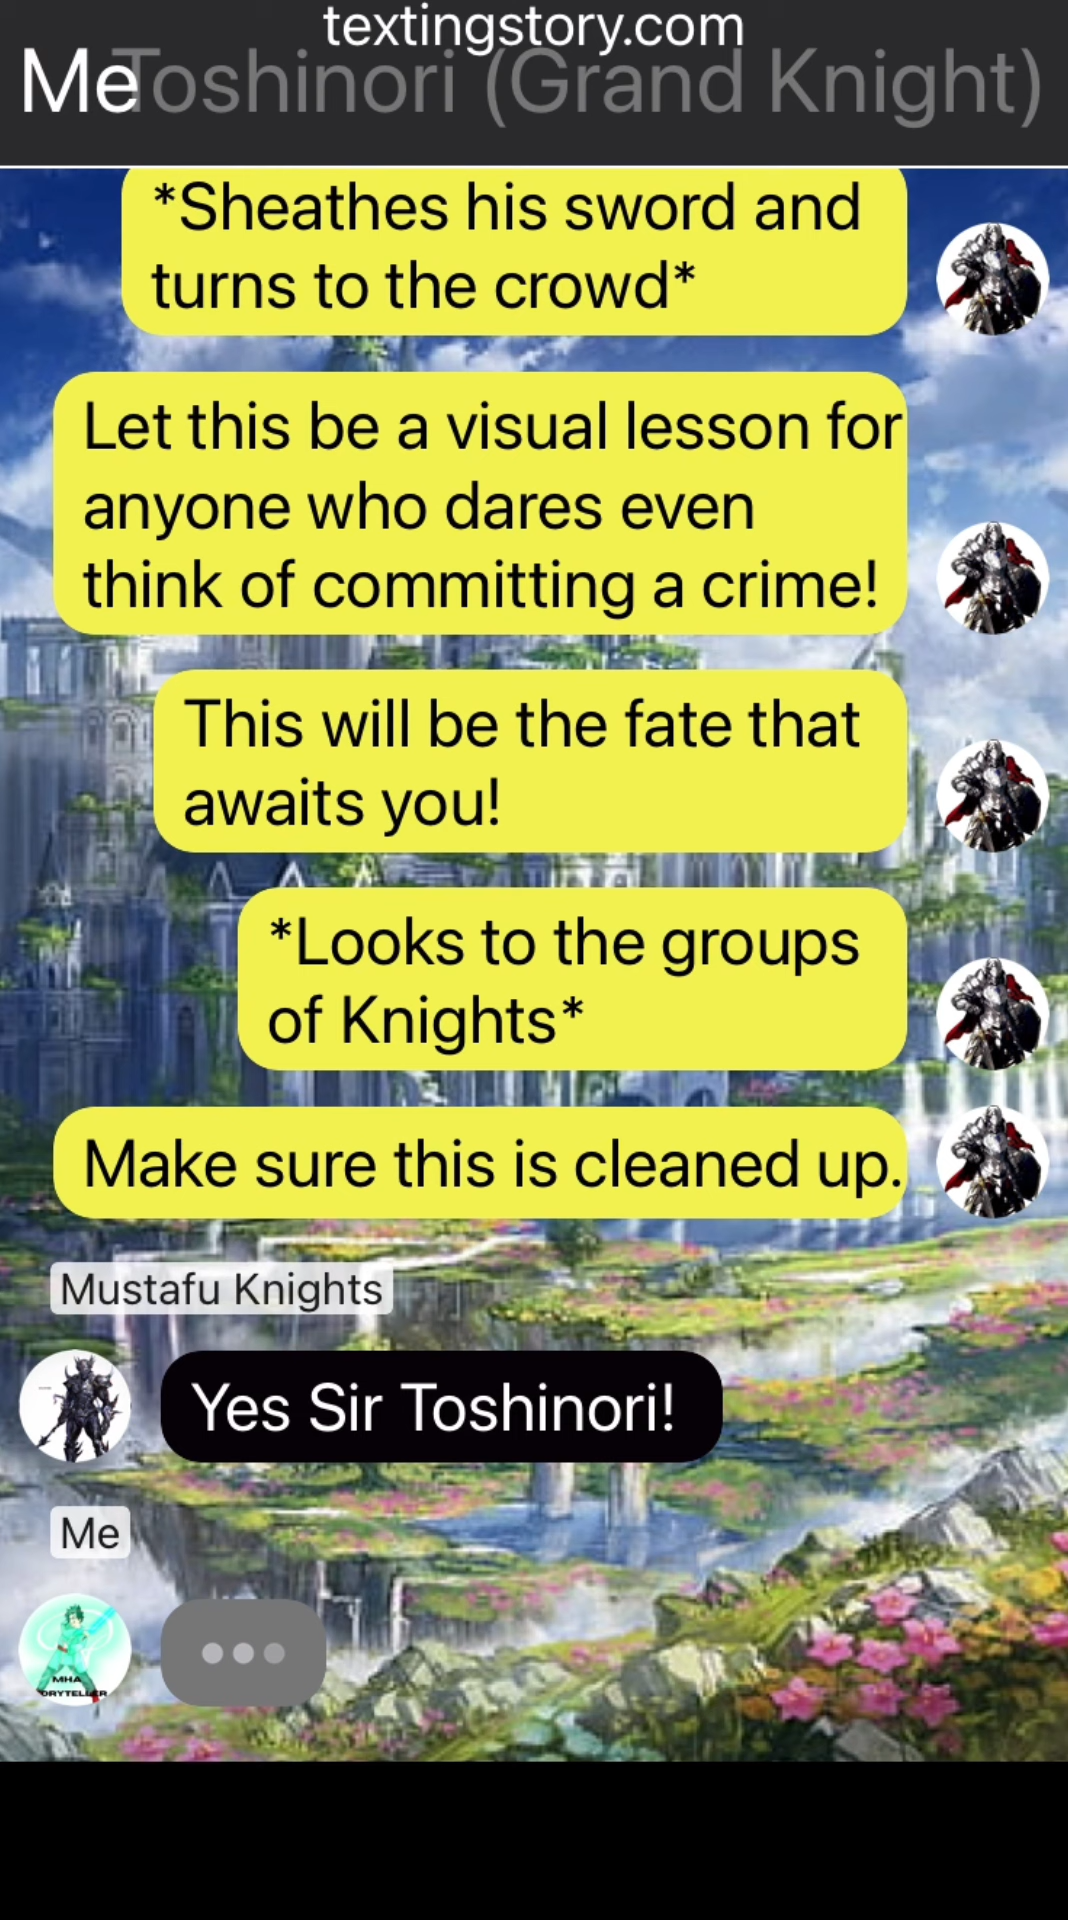 textingstory.com
Me Toshinori (Grand Knight)
*Sheathes his sword and
turns to the crowd*
Let this be a visual lesson for
anyone who dares even
think of committing a crime!
This will be the fate that
awaits you!
*Looks to the groups
of Knights*
Make sure this is cleaned up.
Mustafu Knights
Yes Sir Toshinori!
Me
MHA
ORYTELLER